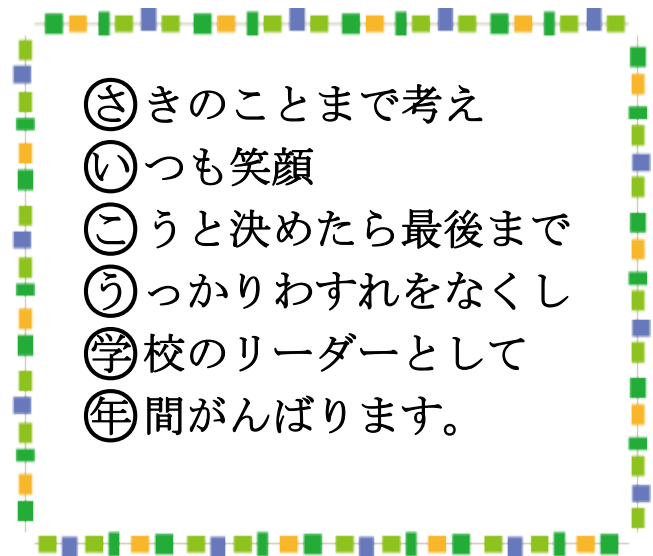 さきのことまで考え
いつも笑顔
こうと決めたら最後まで
うっかりわすれをなくし
学校のリーダーとして
年間がんばります。